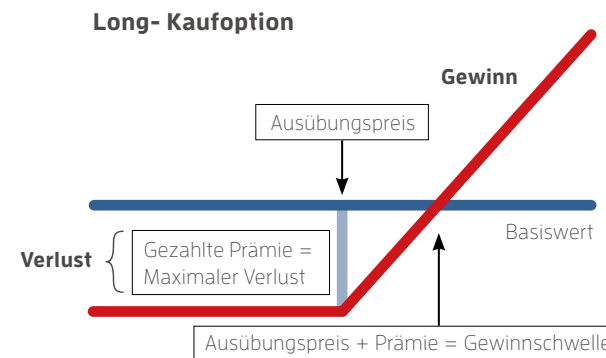 Long- Kaufoption
Gewinn
Ausübungspreis
Basiswert
Verlust
Gezahlte Prämie =
Maximaler Verlust
Ausübungspreis + Prämie = Gewinnschwelle